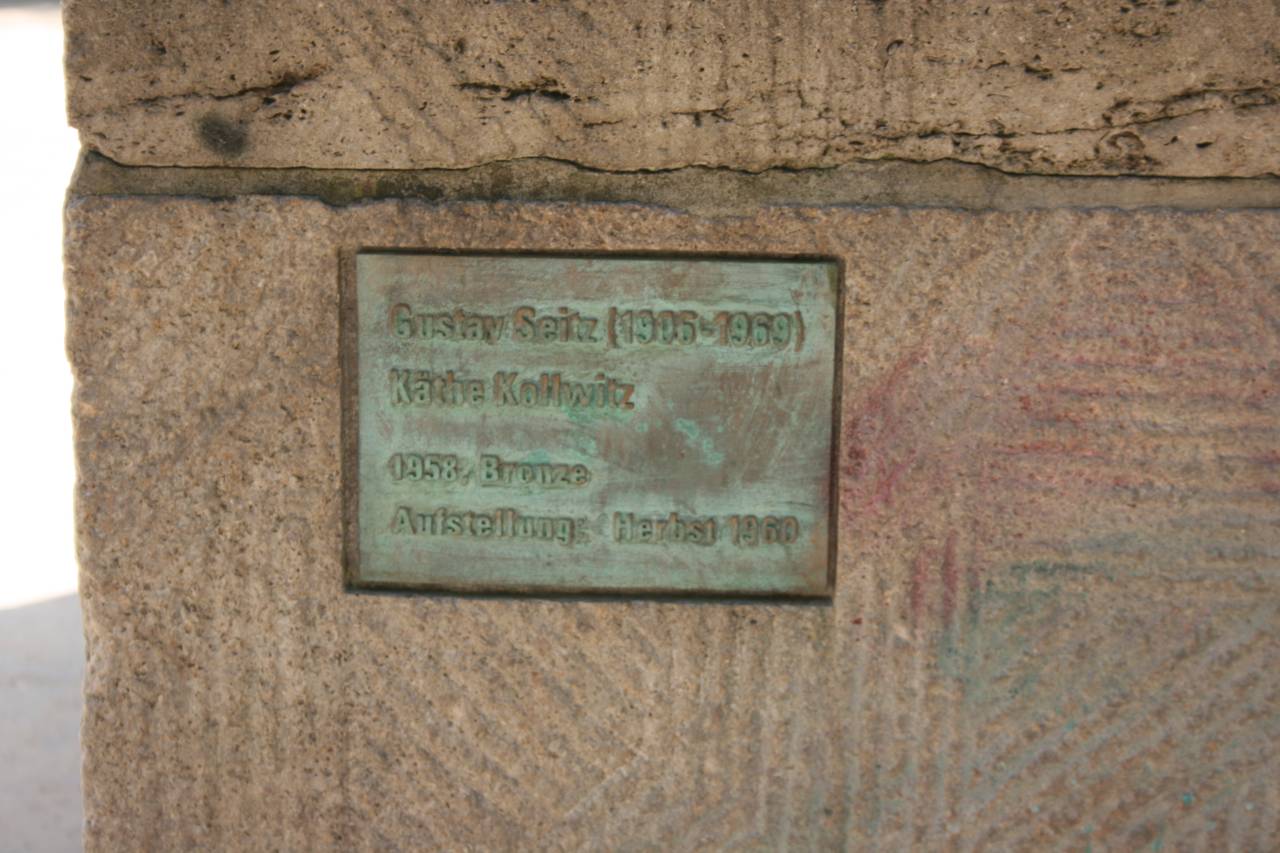 Gustav Seitz (1906-1969)
Käthe Kollwitz
1958, Bronze
Aufstellung: Herbst 1960